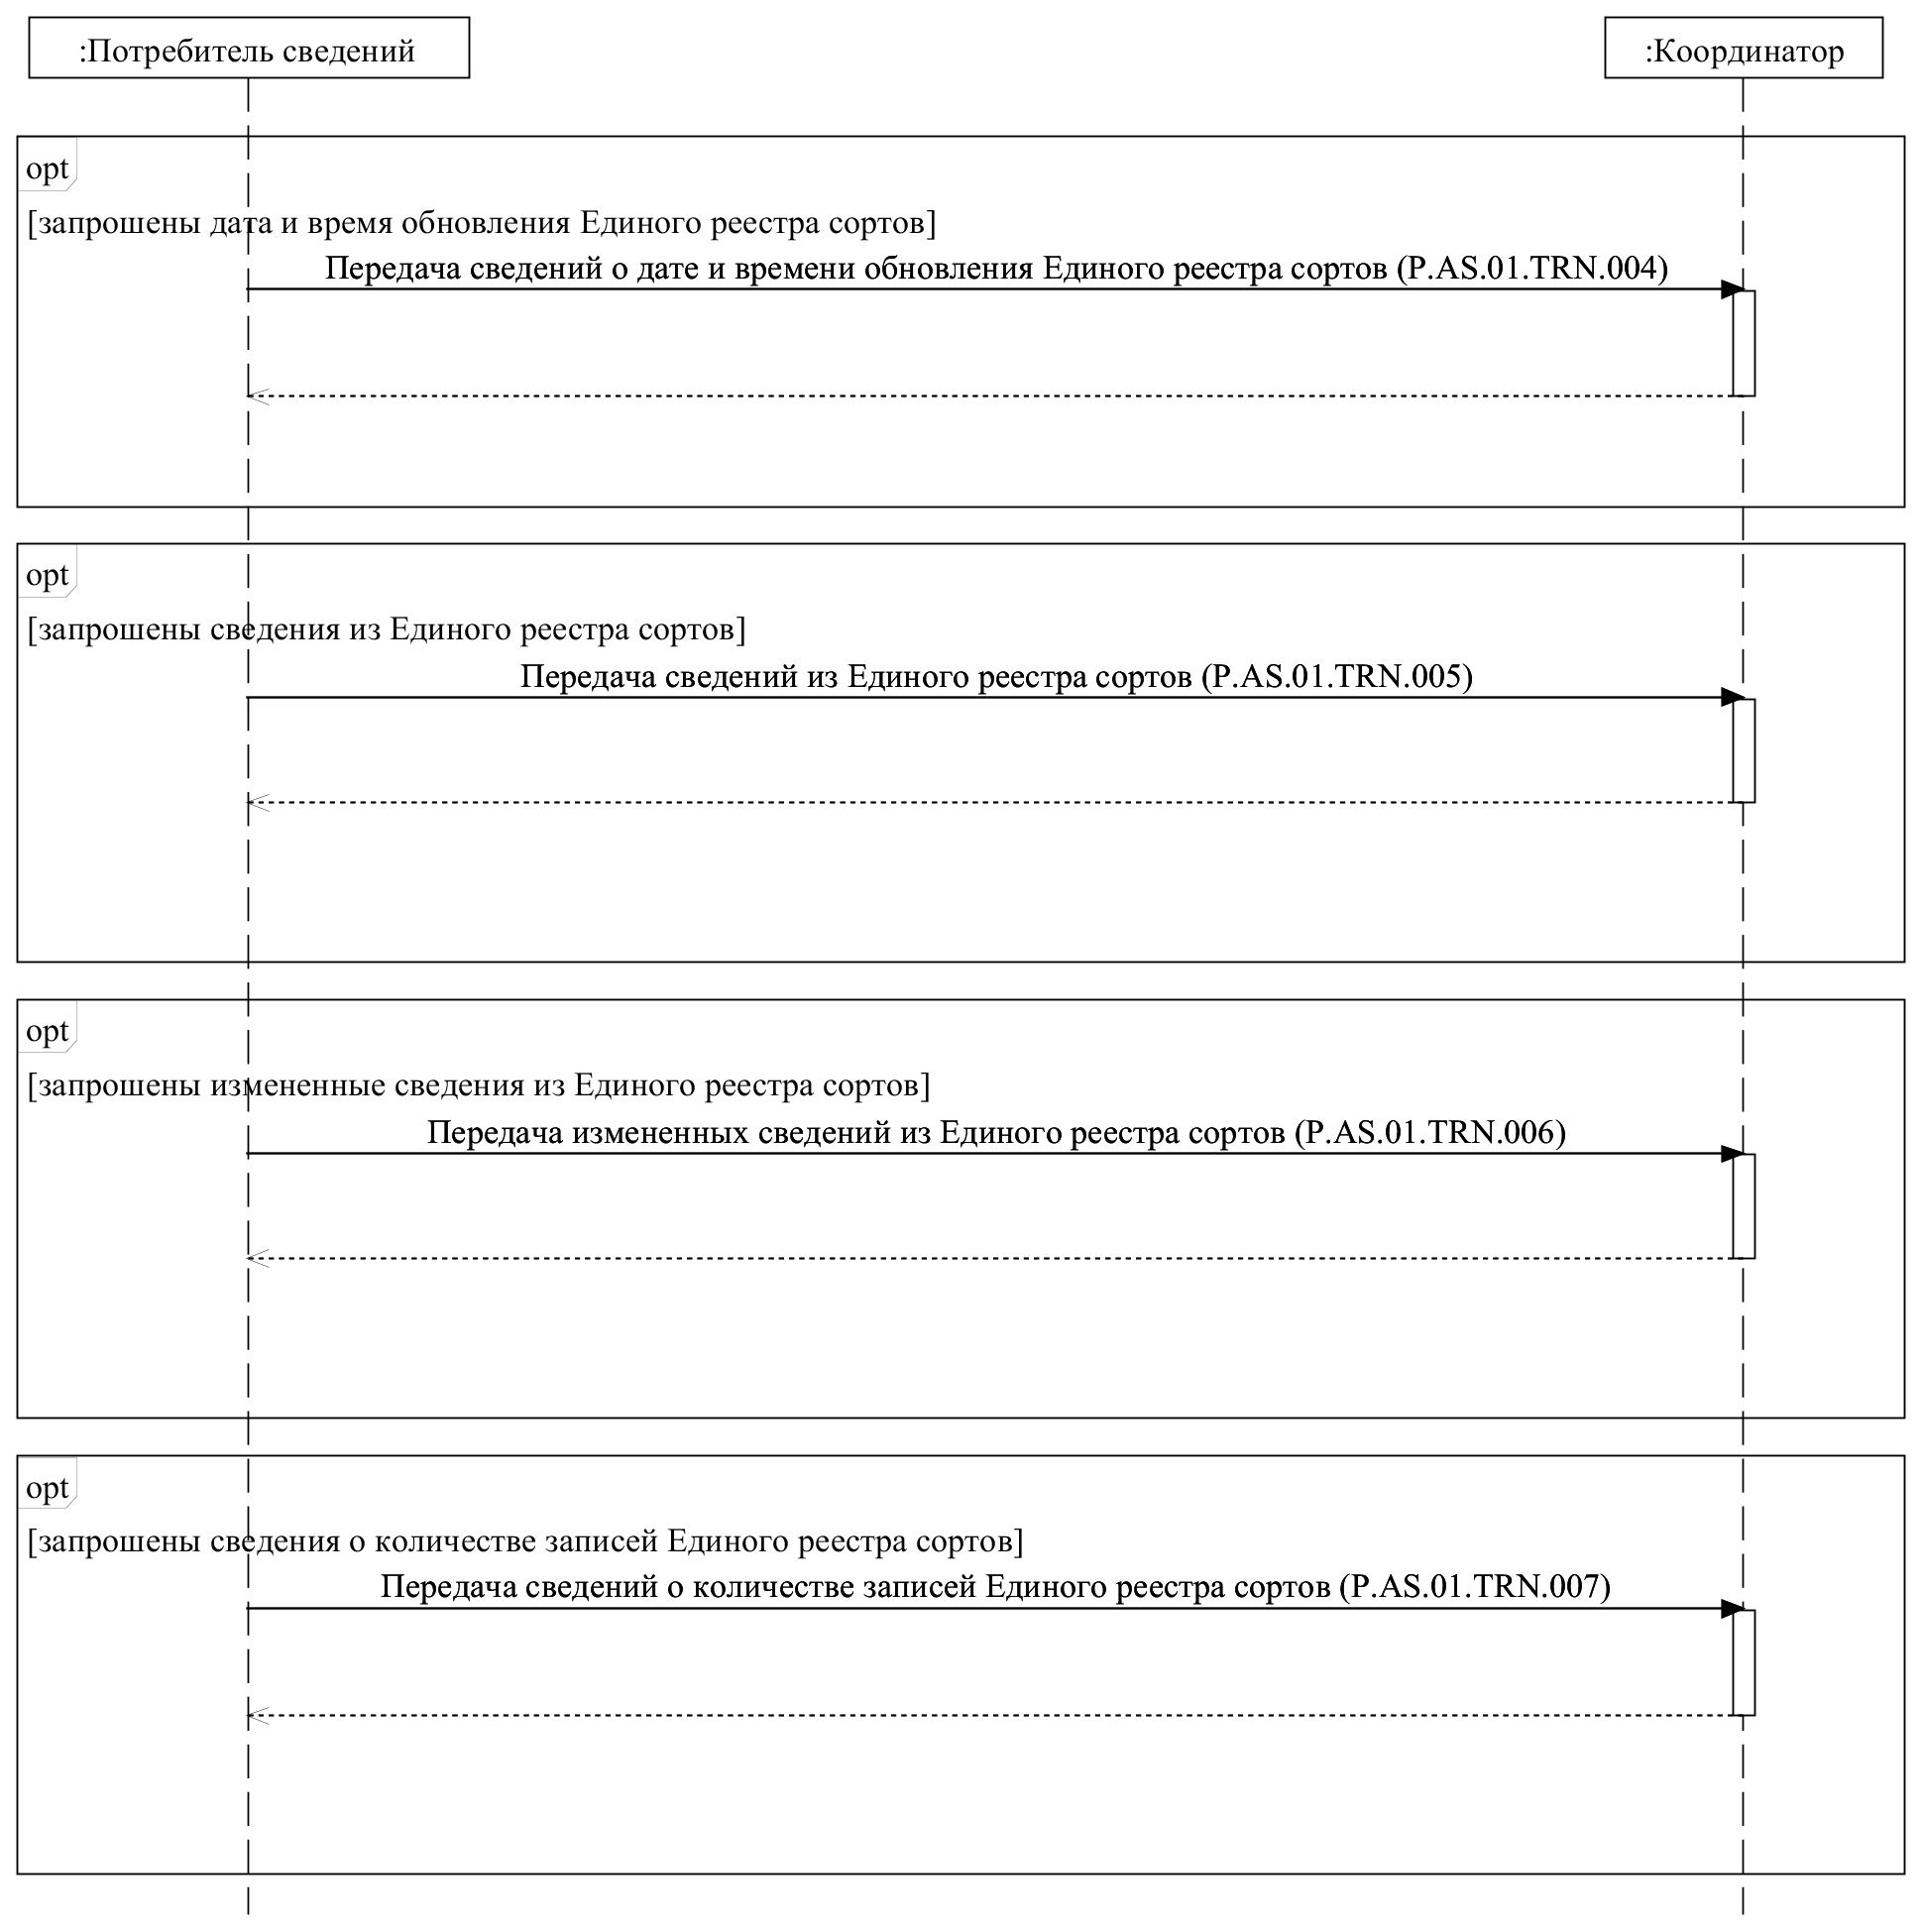 :Потребитель сведений
:Координатор
opt
[запрошены дата и время обновления Единого реестра сортов]
Передача сведений о дате и времени обновления Единого реестра сортов (P.AS.01.TRN.004)
opt
[запрошены сведения из Единого реестра сортов]
Передача сведений из Единого реестра сортов (P.AS.01.TRN.005)
opt
[запрошены измененные сведения из Единого реестра сортов]
Передача измененных сведений из Единого реестра сортов (P.AS.01.TRN.006)
opt
[запрошены сведения о количестве записей Единого реестра сортов]
Передача сведений о количестве записей Единого реестра сортов (P.AS.01.TRN.007)